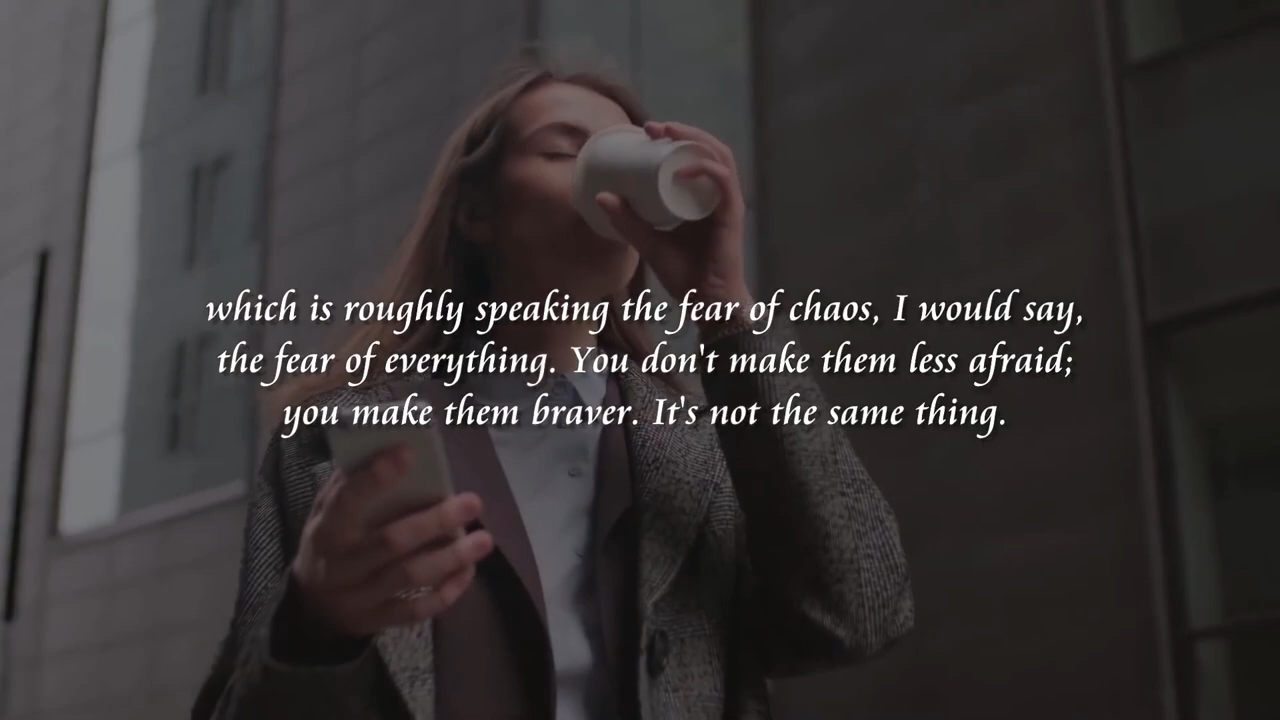 which is roughly speaking the fear of chaos, I would say,
the fear of everything. You don't make them less afraid;
you make them braver. It's not the same thing.